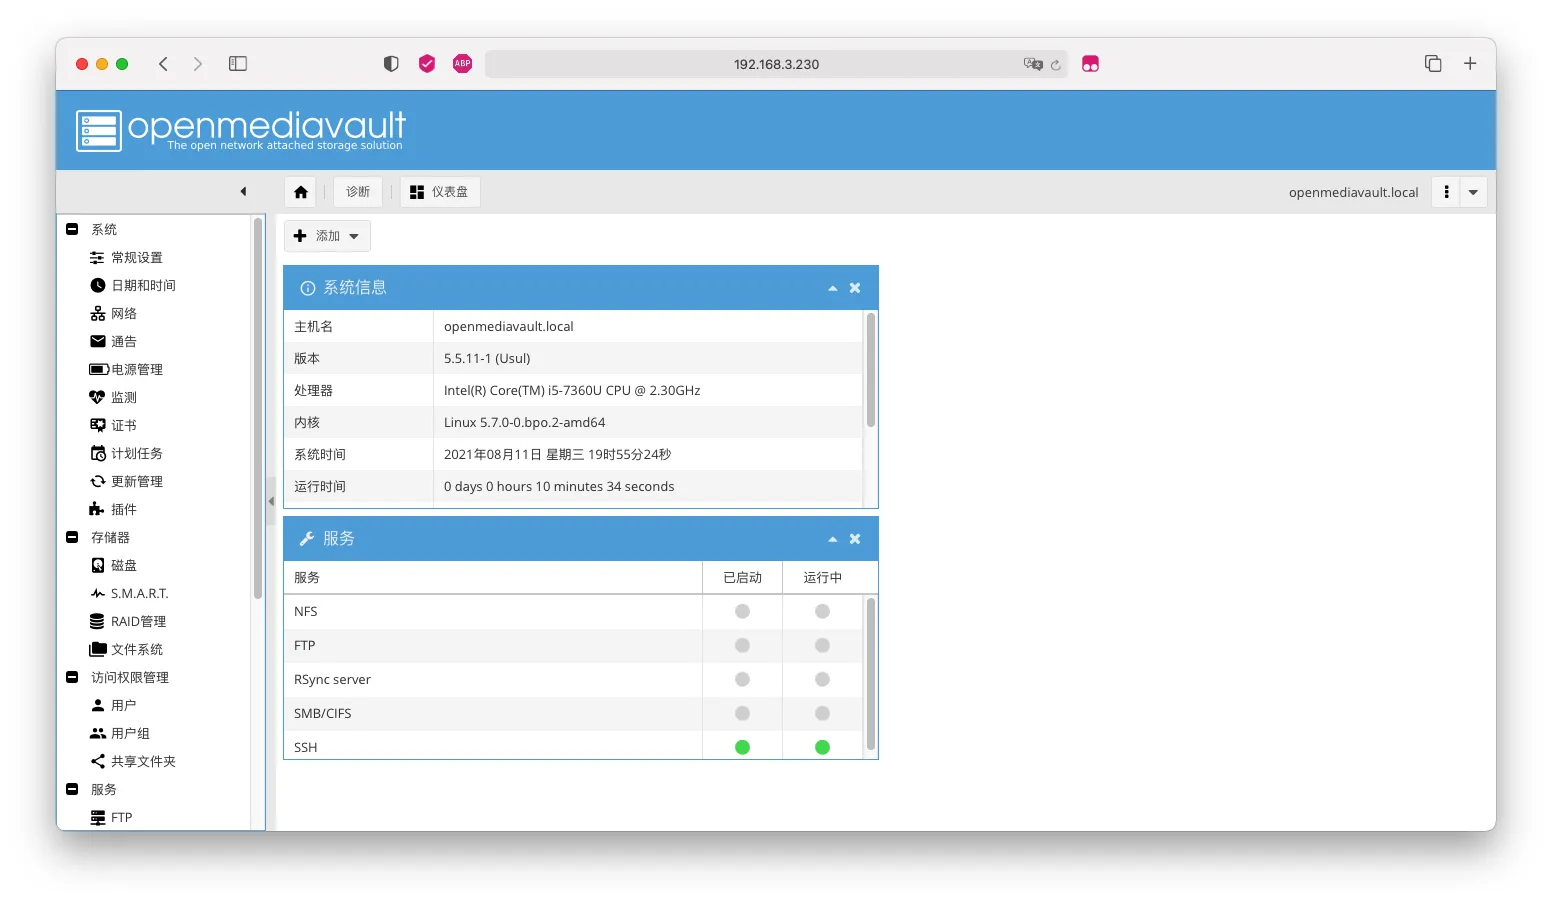 ABP
192.168.3.230
openmediavault
The open network attached storage solution
诊断
仪表盘
openmediavault.local
系统
常规设置
日期和时间
网络
通告
电源管理
监测
证书
计划任务
更新管理
插件
存储器
磁盘
S.M.A.R.T.
RAID管理
文件系统
访问权限管理
用户
用户组
共享文件夹
服务
FTP
添加
系统信息
主机名 openmediavault.local
版本 5.5.11-1 (Usul)
处理器 Intel(R) Core(TM) i5-7360U CPU @ 2.30GHz
内核 Linux 5.7.0-0.bpo.2-amd64
系统时间 2021年08月11日 星期三 19时55分24秒
运行时间 0 days 0 hours 10 minutes 34 seconds
服务
服务 已启动 运行中
NFS
FTP
RSync server
SMB/CIFS
SSH